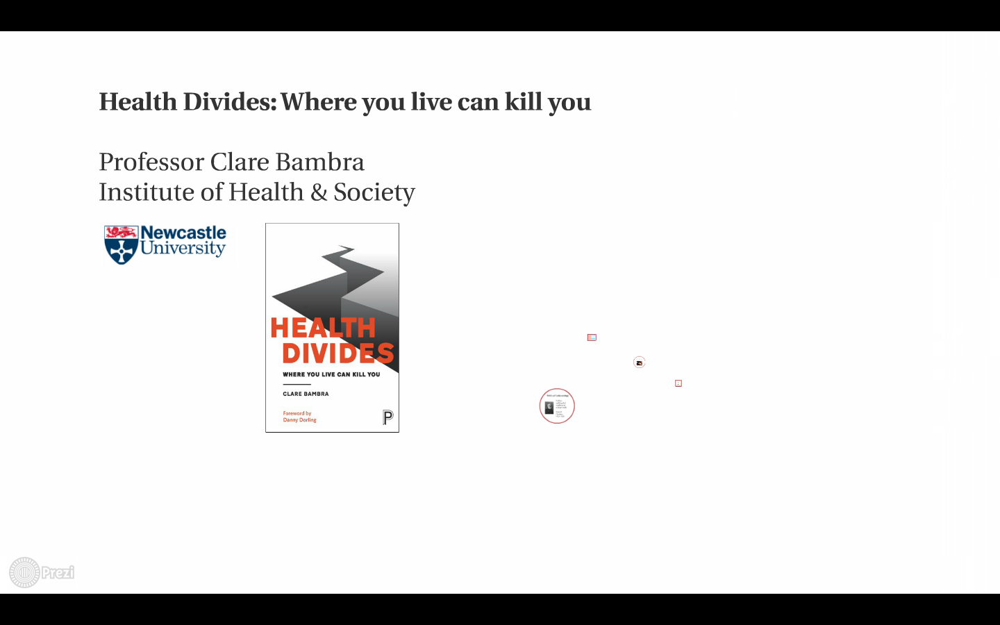 Health Divides: Where you live can kill you
Professor Clare Bambra
Institute of Health & Society
Newcastle
University
HEALTH
DIVIDES
WHERE YOU LIVE CAN KILL YOU
CLARE BAMBRA
Foreword by
Danny Dorling
P
Prezi